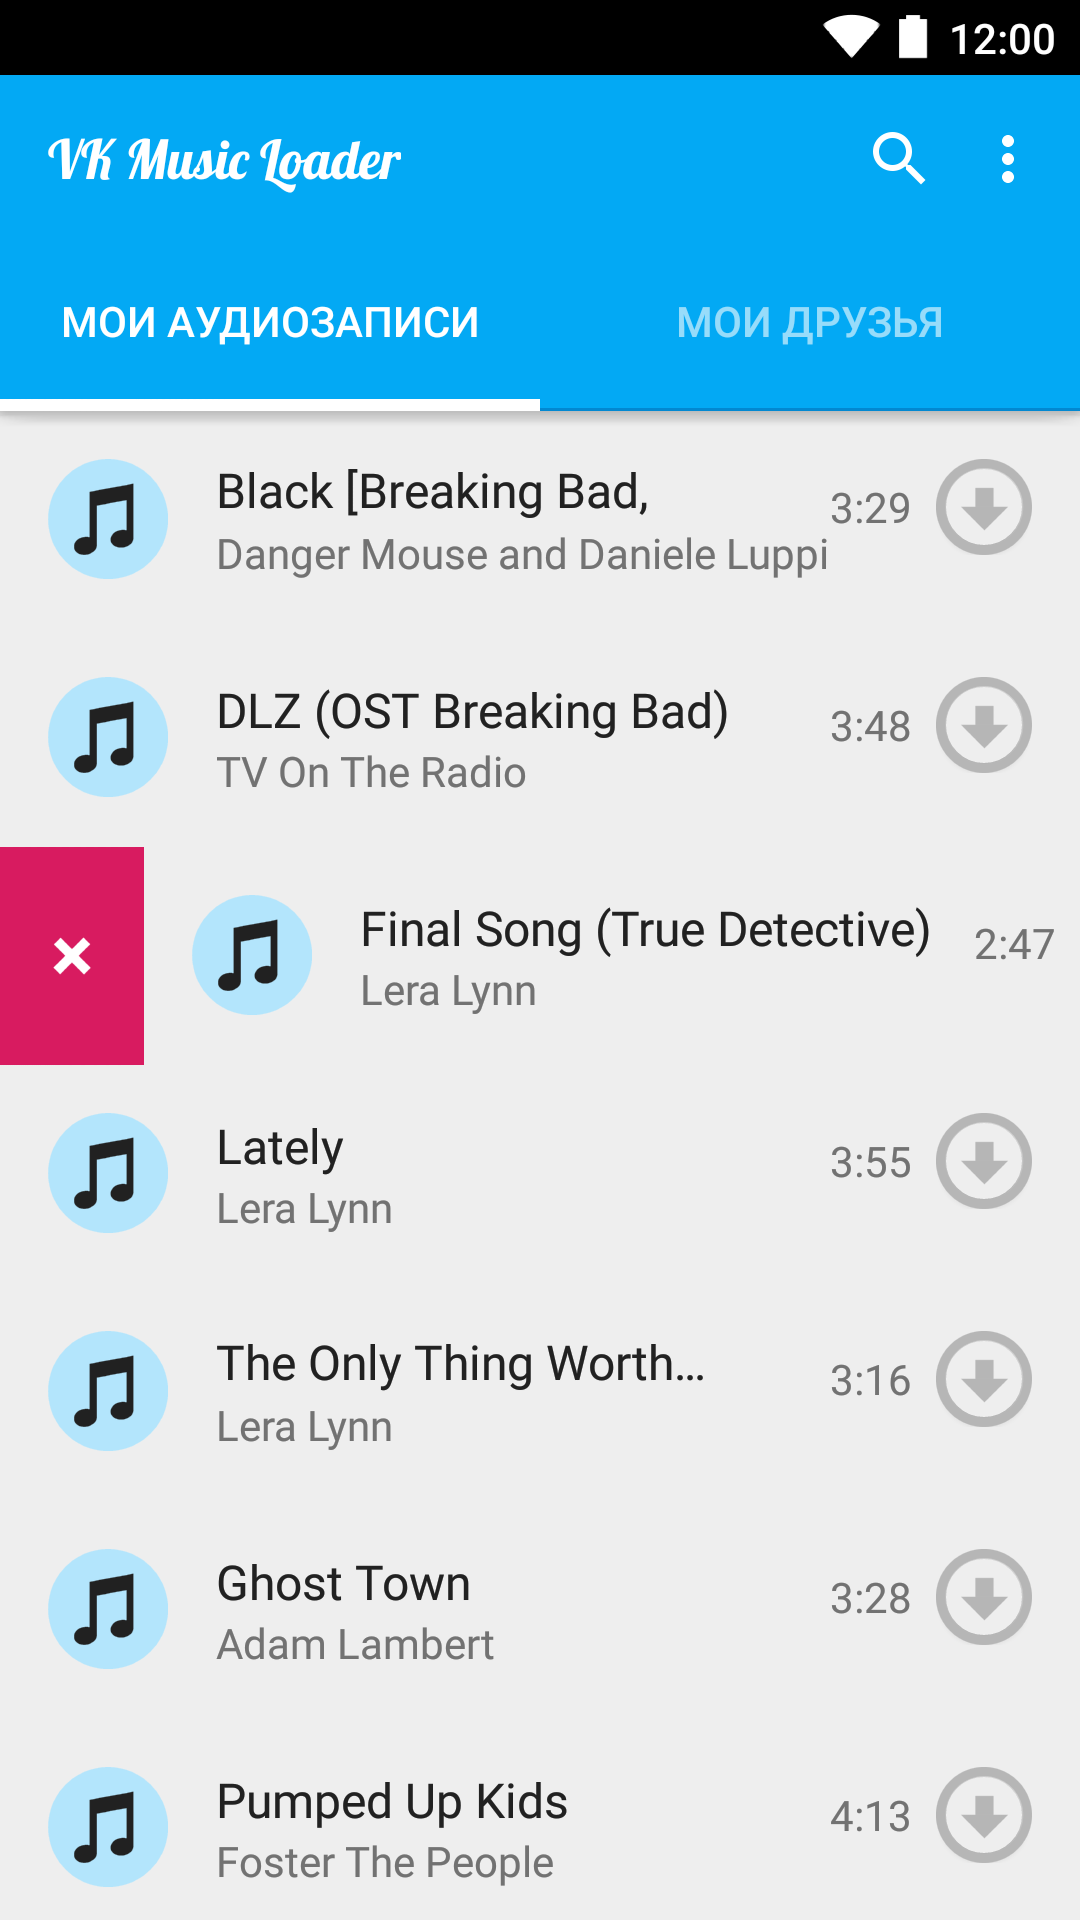 12:00
VK Music Loader
МОИ АУДИОЗАПИСИ
МОИ ДРУЗЬЯ
Black [Breaking Bad,
3:29
Danger Mouse and Daniele Luppi
DLZ (OST Breaking Bad)
3:48
TV On The Radio
Final Song (True Detective)
2:47
Lera Lynn
Lately
3:55
Lera Lynn
The Only Thing Worth...
3:16
Lera Lynn
Ghost Town
3:28
Adam Lambert
Pumped Up Kids
4:13
Foster The People